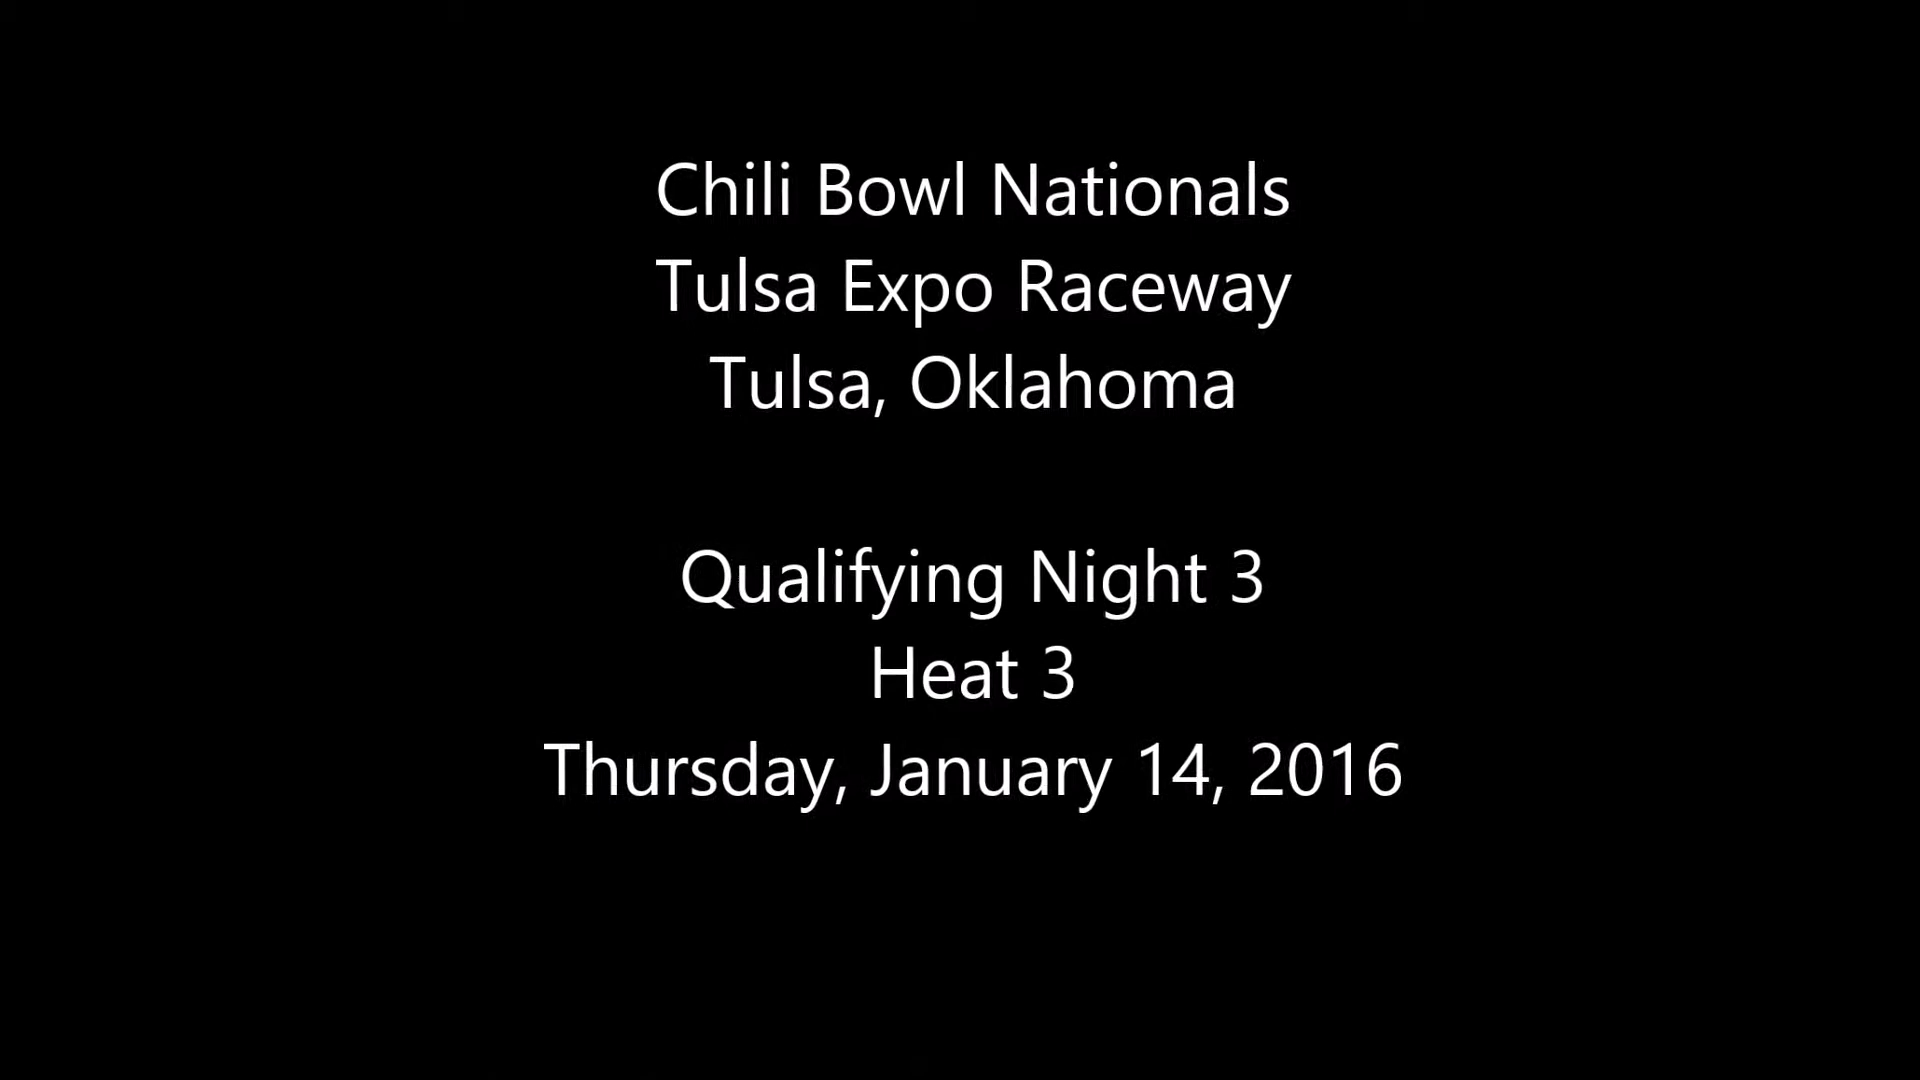 Chili Bowl Nationals
Tulsa Expo Raceway
Tulsa, Oklahoma
Qualifying Night 3
Heat 3
Thursday, January 14, 2016